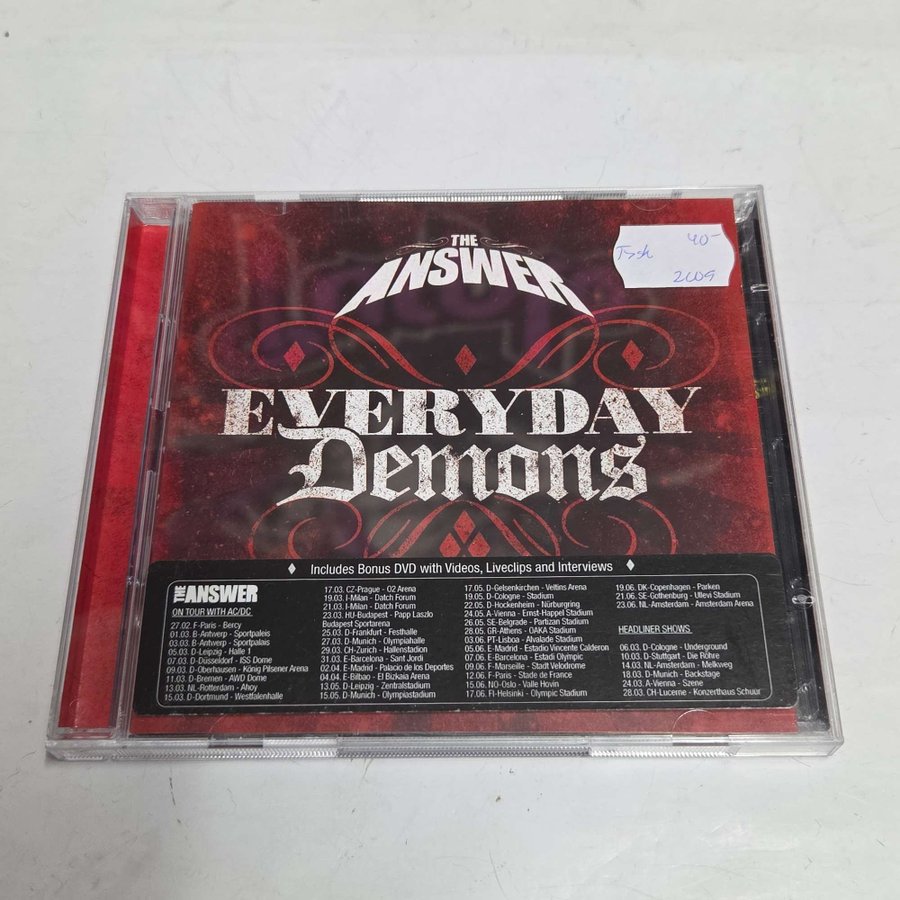 THE
ANSWER
Tysk 40-
2009
EVERYDAY
Demons
Includes Bonus DVD with Videos, Liveclips and Interviews
THE ANSWER
ON TOUR WITH AC/DC
27.02. F-Paris - Bercy
01.03. B-Antwerp - Sportpaleis
03.03. B-Antwerp - Sportpalais
05.03. D-Leipzig - Halle 1
07.03. D-Düsseldorf - ISS Dome
09.03. D-Oberhausen - König Pilsener Arena
11.03. D-Bremen - AWD Dome
13.03. NL-Rotterdam - Ahoy
15.03. D-Dortmund - Westfalenhalle
17.03. CZ-Prague - O2 Arena
19.03. I-Milan - Datch Forum
21.03. I-Milan - Datch Forum
23.03. HU-Budapest - Papp Laszlo
Budapest Sportarena
25.03. D-Frankfurt - Festhalle
27.03. D-Munich - Olympiahalle
29.03. CH-Zurich - Hallenstadion
31.03. E-Barcelona - Sant Jordi
02.04. E-Madrid - Palacio de los Deportes
04.04. E-Bilbao - El Bizkaia Arena
13.05. D-Leipzig - Zentralstadium
15.05. D-Munich - Olympiastadium
17.05. D-Gelsenkirchen - Veltins Arena
19.05. D-Cologne - Stadium
22.05. D-Hockenheim - Nürburgring
24.05. A-Vienna - Ernst-Happel Stadium
26.05. SE-Belgrade - Partizan Stadium
28.05. GR-Athens - OAKA Stadium
03.06. PT-Lisboa - Alvalade Stadium
05.06. E-Madrid - Estadio Vincente Calderon
07.06. E-Barcelona - Estadi Olympic
09.06. F-Marseille - Stade Velodrome
12.06. F-Paris - Stade de France
15.06. NO-Oslo - Valle Hovin
17.06. FI-Helsinki - Olympic Stadium
19.06. DK-Copenhagen - Parken
21.06. SE-Gothenburg - Ullevi Stadium
23.06. NL-Amsterdam - Amsterdam Arena
HEADLINER SHOWS
06.03. D-Cologne - Underground
10.03. D-Stuttgart - Die Röhre
14.03. NL-Amsterdam - Melkweg
18.03. D-Munich - Backstage
24.03. A-Vienna - Szene
28.03. CH-Lucerne - Konzerthaus Schuur